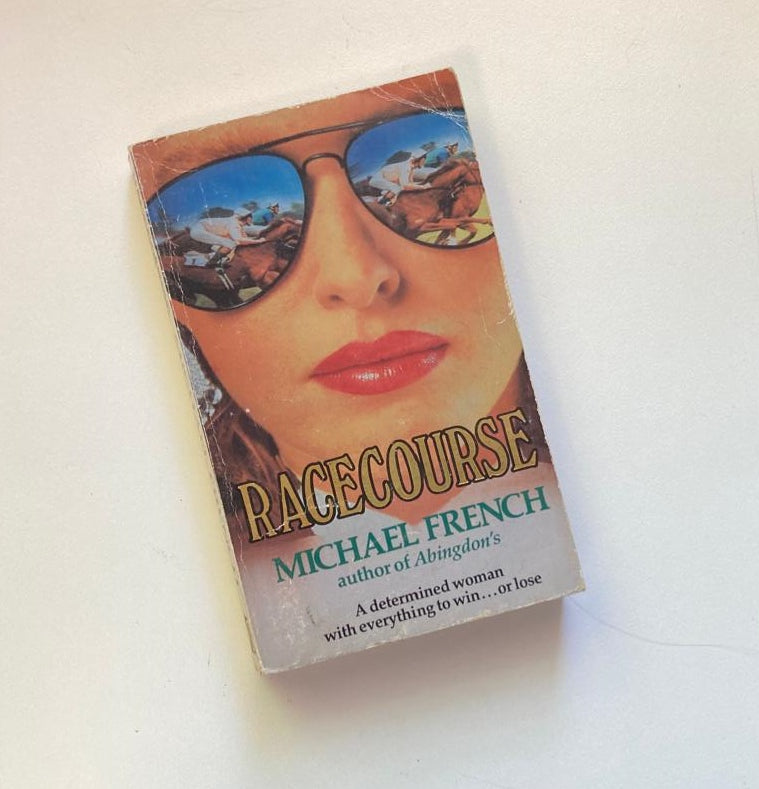 RACECOURSE
MICHAEL FRENCH
author of Abingdon's
A determined woman
with everything to win...or lose